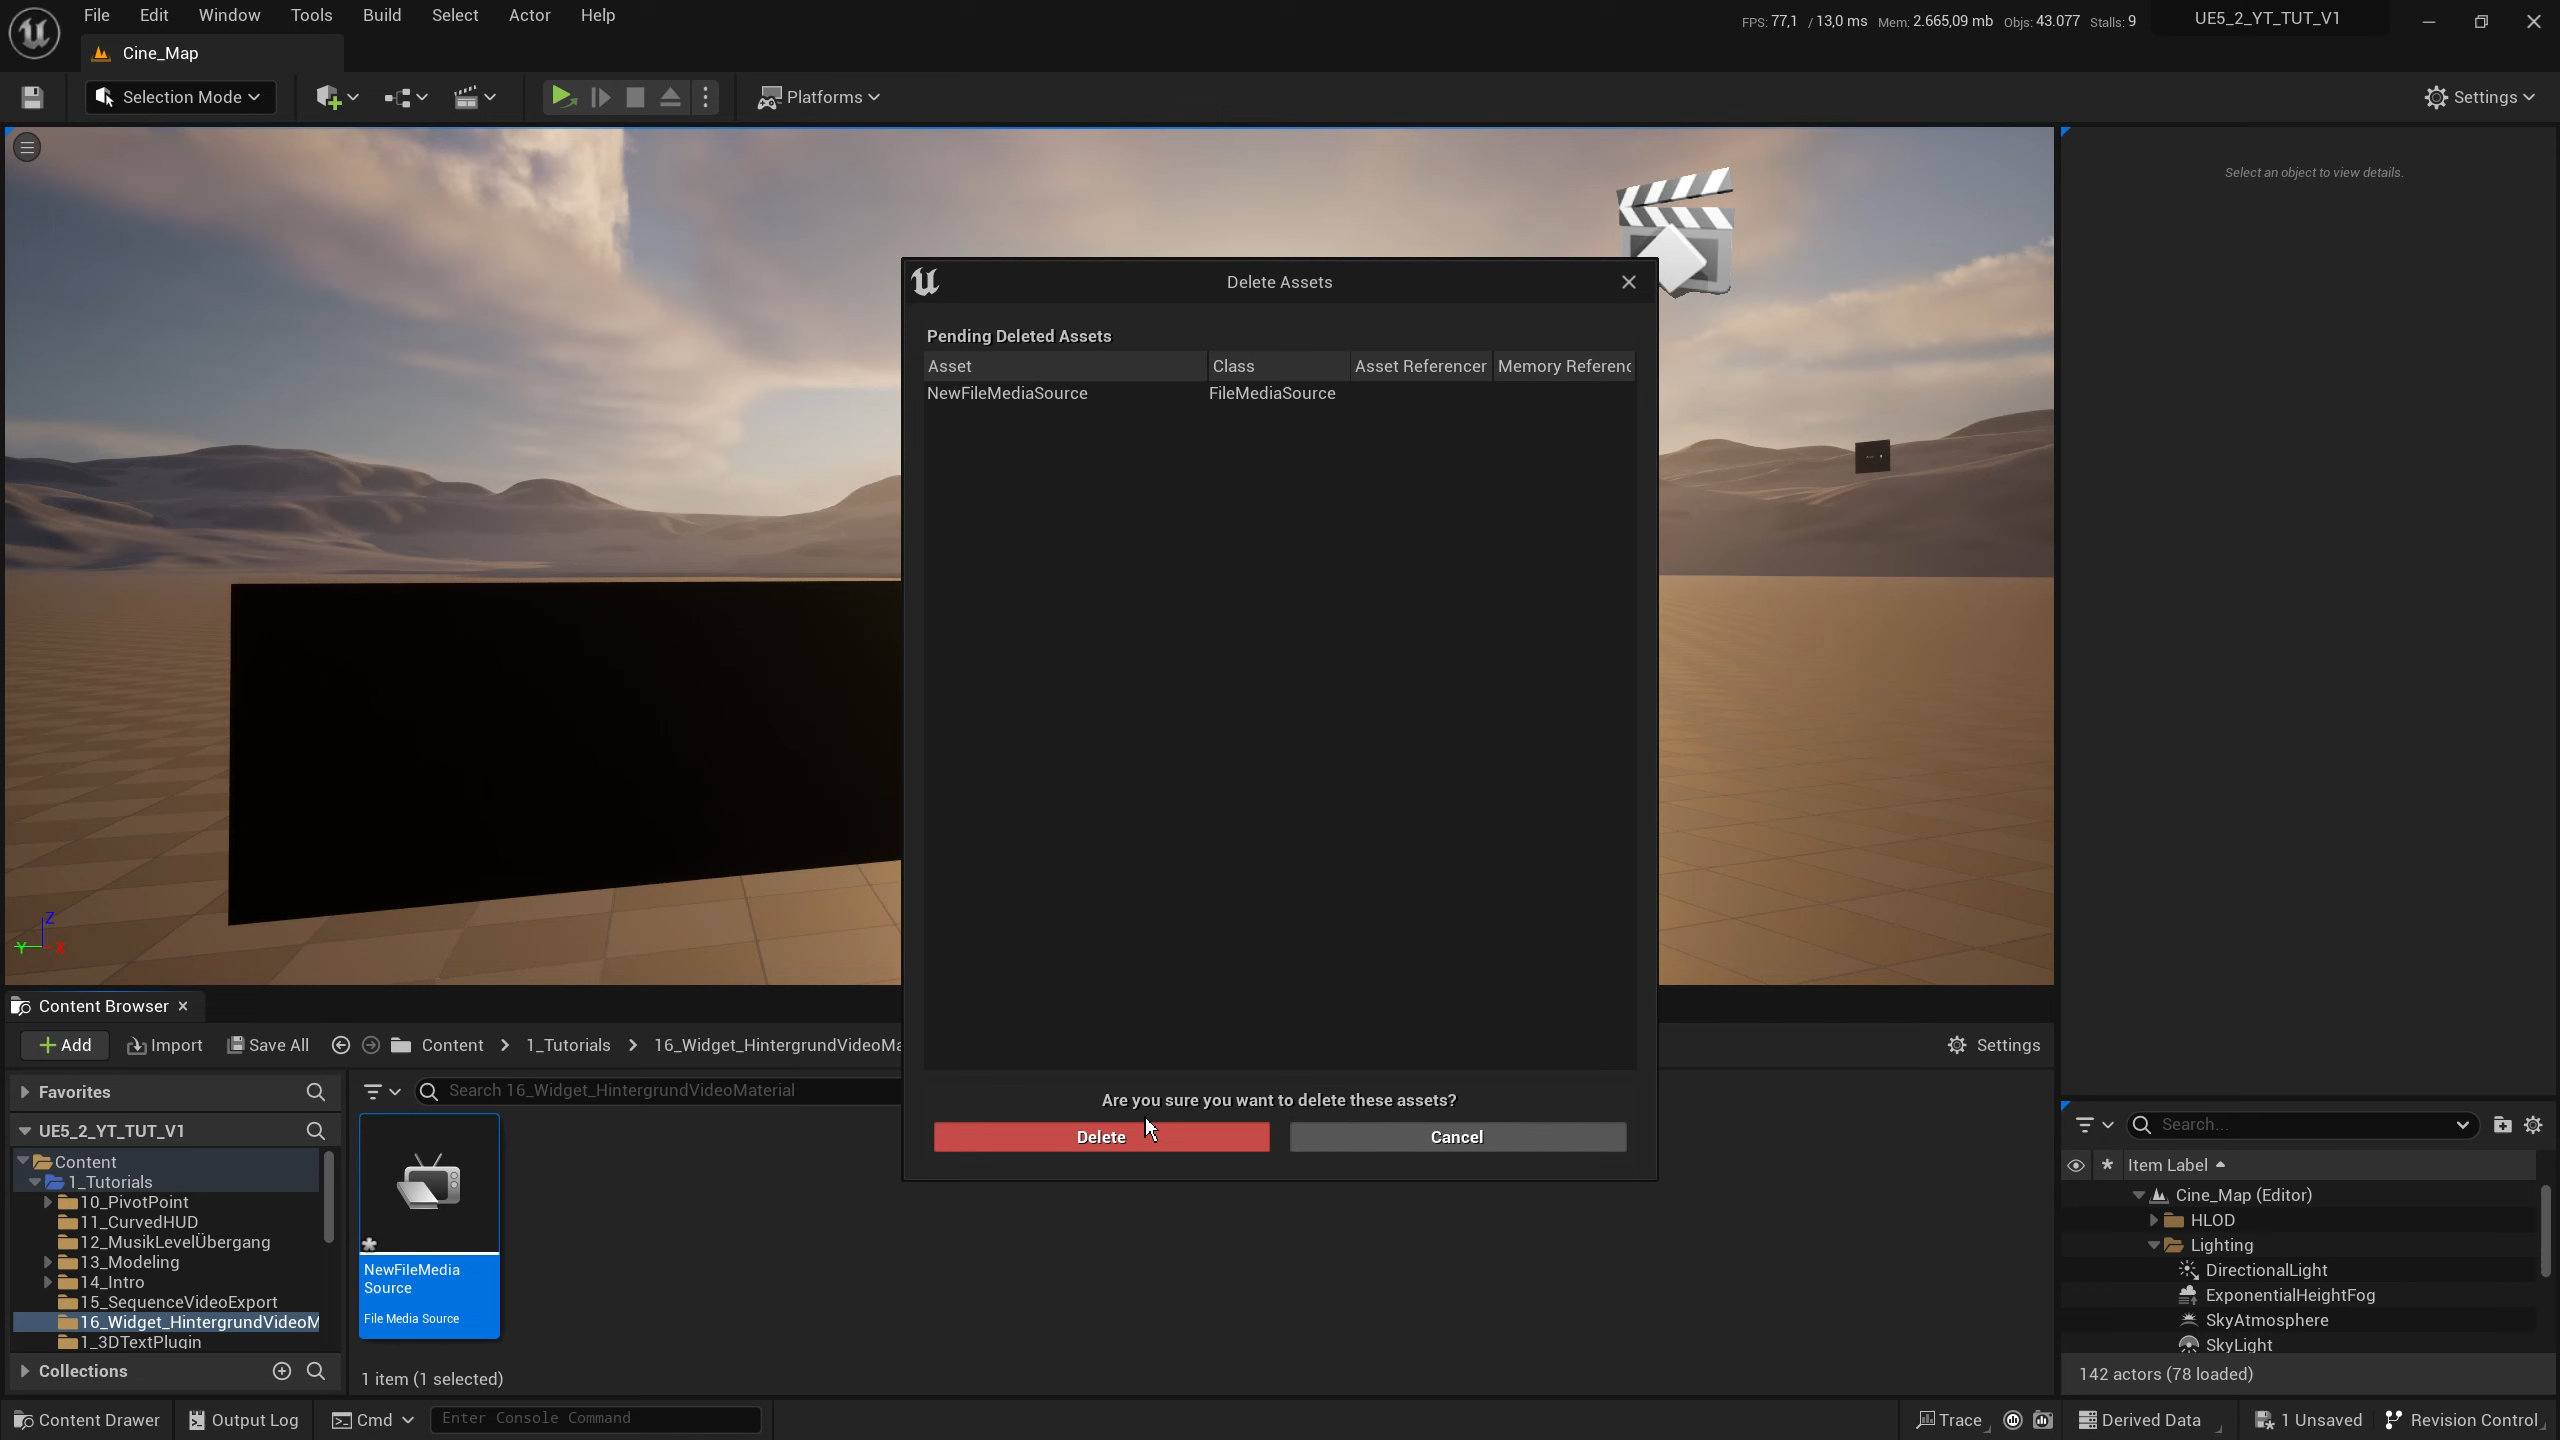 File Edit Window Tools Build Select Actor Help
FPS: 77,1 / 13,0 ms Mem: 2.665,09 mb Objs: 43.077 Stalls: 9
UE5_2_YT_TUT_V1
Cine_Map
Selection Mode
Platforms
Settings
Select an object to view details.
Delete Assets
Pending Deleted Assets
Asset Class Asset Referencer Memory Referenc
NewFileMediaSource FileMediaSource
Are you sure you want to delete these assets?
Delete Cancel
Z
Y X
Content Browser
Add Import Save All Content 1_Tutorials 16_Widget_HintergrundVideoMa
Settings
Favorites
Search 16_Widget_HintergrundVideoMaterial
UE5_2_YT_TUT_V1
Content
1_Tutorials
10_PivotPoint
11_CurvedHUD
12_MusikLevelÜbergang
13_Modeling
14_Intro
15_SequenceVideoExport
16_Widget_HintergrundVideoM
1_3DTextPlugin
Collections
NewFileMedia
Source
File Media Source
1 item (1 selected)
Search...
Item Label
Cine_Map (Editor)
HLOD
Lighting
DirectionalLight
ExponentialHeightFog
SkyAtmosphere
SkyLight
142 actors (78 loaded)
Content Drawer Output Log Cmd Enter Console Command
Trace Derived Data 1 Unsaved Revision Control